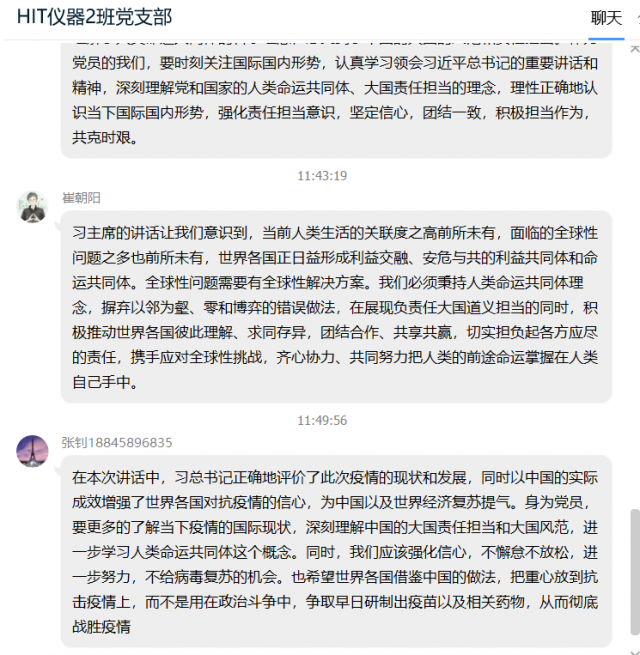 HIT仪器2班党支部
聊天
党员的我们，要时刻关注国际国内形势，认真学习领会习近平总书记的重要讲话和
精神，深刻理解党和国家的人类命运共同体、大国责任担当的理念，理性正确地认
识当下国际国内形势，强化责任担当意识，坚定信心，团结一致，积极担当作为，
共克时艰。
11:43:19
崔朝阳
习主席的讲话让我们意识到，当前人类生活的关联度之高前所未有，面临的全球性
问题之多也前所未有，世界各国正日益形成利益交融、安危与共的利益共同体和命
运共同体。全球性问题需要有全球性解决方案。我们必须秉持人类命运共同体理
念，摒弃以邻为壑、零和博弈的错误做法，在展现负责任大国道义担当的同时，积
极推动世界各国彼此理解、求同存异，团结合作、共享共赢，切实担负起各方应尽
的责任，携手应对全球性挑战，齐心协力、共同努力把人类的前途命运掌握在人类
自己手中。
11:49:56
张钊18845896835
在本次讲话中，习总书记正确地评价了此次疫情的现状和发展，同时以中国的实际
成效增强了世界各国对抗疫情的信心，为中国以及世界经济复苏提气。身为党员，
要更多的了解当下疫情的国际现状，深刻理解中国的大国责任担当和大国风范，进
一步学习人类命运共同体这个概念。同时，我们应该强化信心，不懈怠不放松，进
一步努力，不给病毒复苏的机会。也希望世界各国借鉴中国的做法，把重心放到抗
击疫情上，而不是用在政治斗争中，争取早日研制出疫苗以及相关药物，从而彻底
战胜疫情